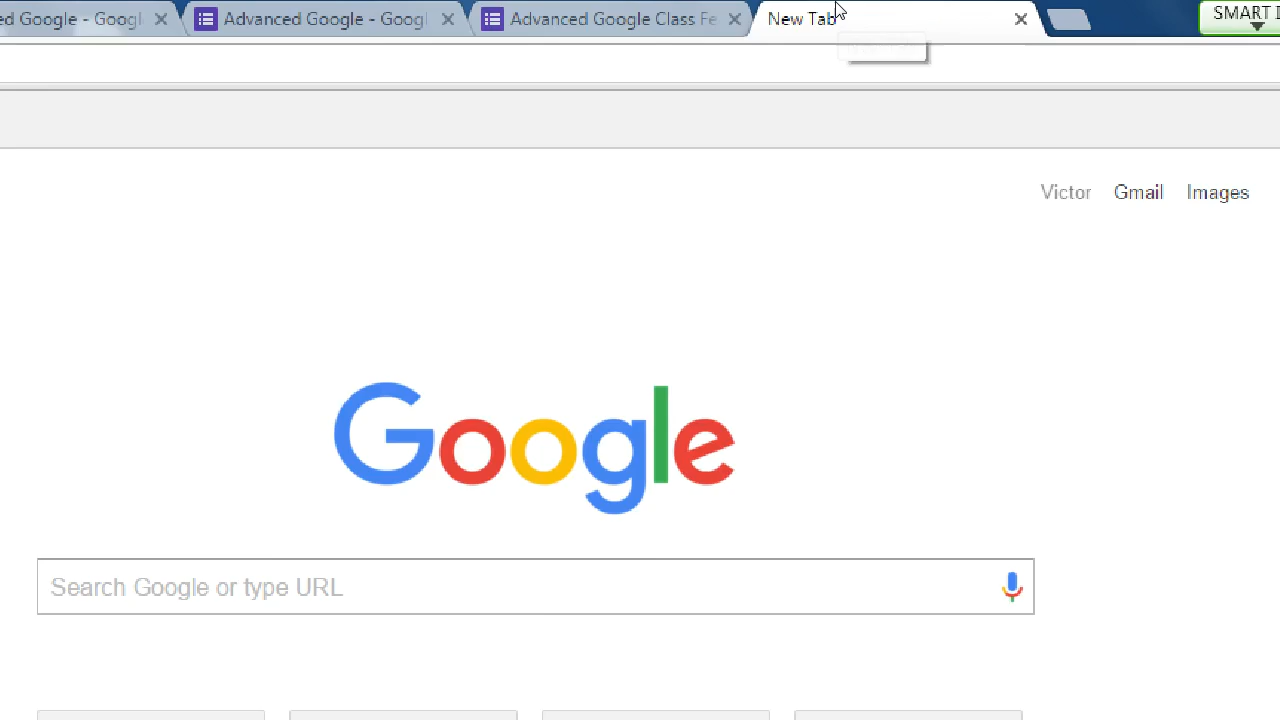 ed Google - Googl
Advanced Google - Googl
Advanced Google Class Fe
New Tab
SMART I
Victor Gmail Images
Google
Search Google or type URL